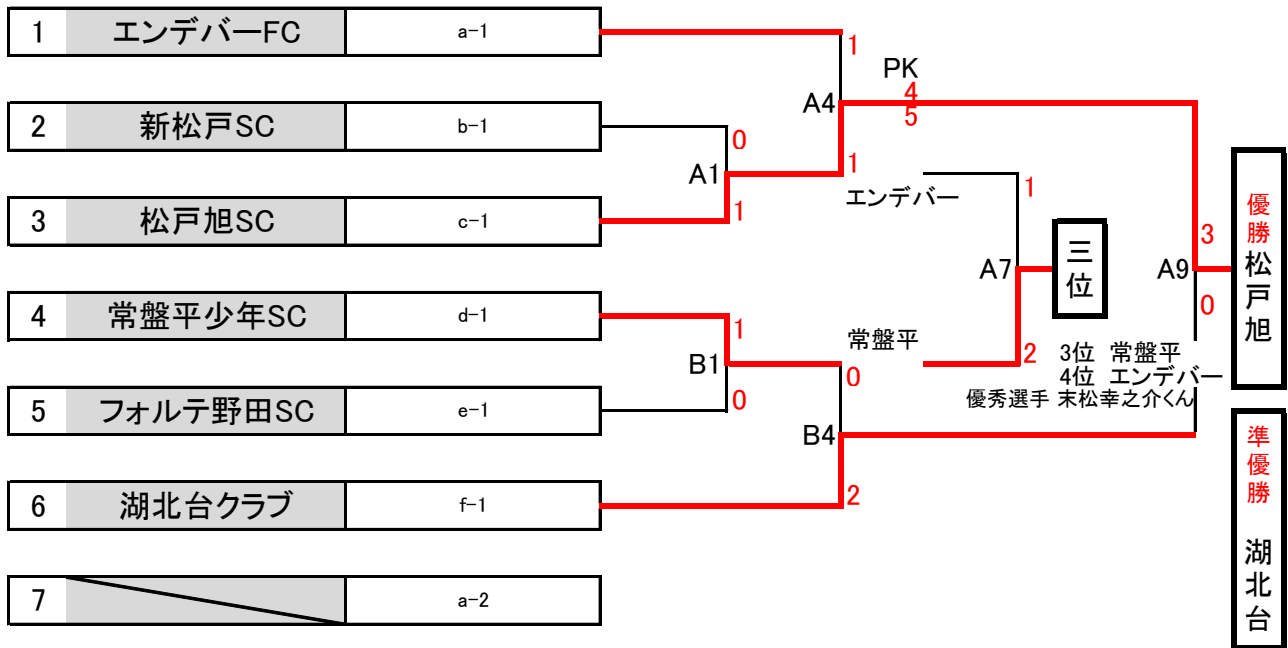 1 エンデバーFC a-1
2 新松戸SC b-1
3 松戸旭SC c-1
4 常盤平少年SC d-1
5 フォルテ野田SC e-1
6 湖北台クラブ f-1
7 a-2
A1
0
1
B1
1
0
A4
1
1
PK
4
5
B4
0
2
エンデバー
常盤平
A7
1
2
三位
3位 常盤平
4位 エンデバー
優秀選手 末松幸之介くん
A9
3
0
優勝 松戸旭
準優勝 湖北台